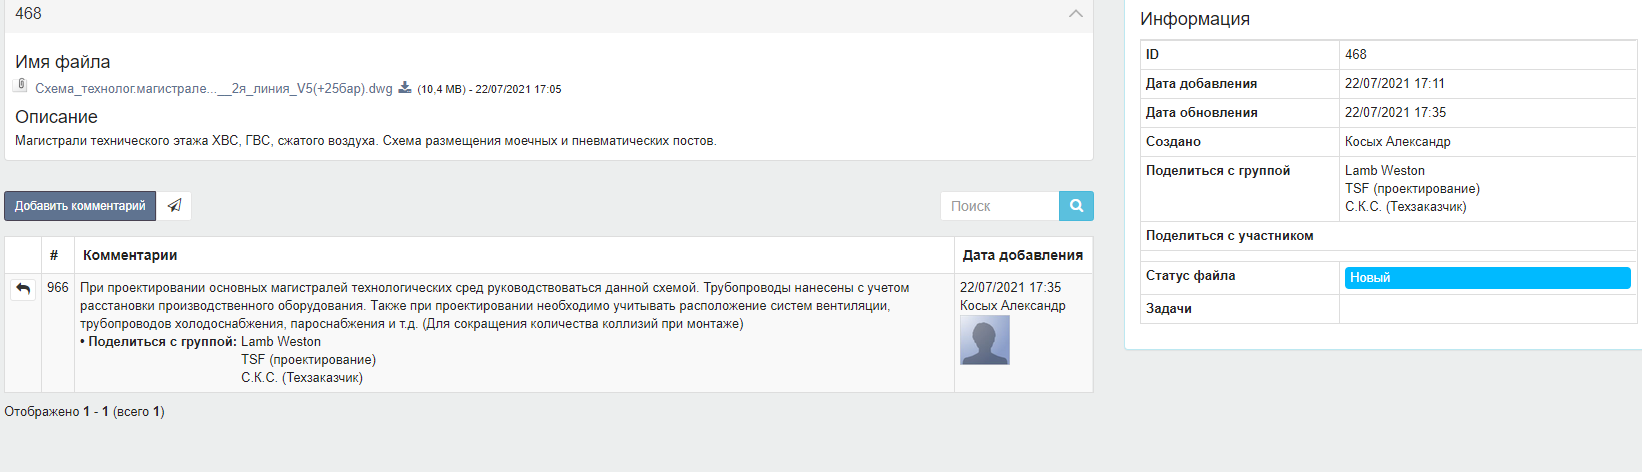 468
Имя файла
Схема_технолог.магистрале...__2я_линия_V5(+25бар).dwg (10,4 MB) - 22/07/2021 17:05
Описание
Магистрали технического этажа ХВС, ГВС, сжатого воздуха. Схема размещения моечных и пневматических постов.
Добавить комментарий
Поиск
# Комментарии Дата добавления
966 При проектировании основных магистралей технологических сред руководствоваться данной схемой. Трубопроводы нанесены с учетом
расстановки производственного оборудования. Также при проектировании необходимо учитывать расположение систем вентиляции,
трубопроводов холодоснабжения, пароснабжения и т.д. (Для сокращения количества коллизий при монтаже)
• Поделиться с группой: Lamb Weston
TSF (проектирование)
С.К.С. (Техзаказчик)
22/07/2021 17:35
Косых Александр
Отображено 1 - 1 (всего 1)
Информация
ID 468
Дата добавления 22/07/2021 17:11
Дата обновления 22/07/2021 17:35
Создано Косых Александр
Поделиться с группой Lamb Weston
TSF (проектирование)
С.К.С. (Техзаказчик)
Поделиться с участником
Статус файла Новый
Задачи